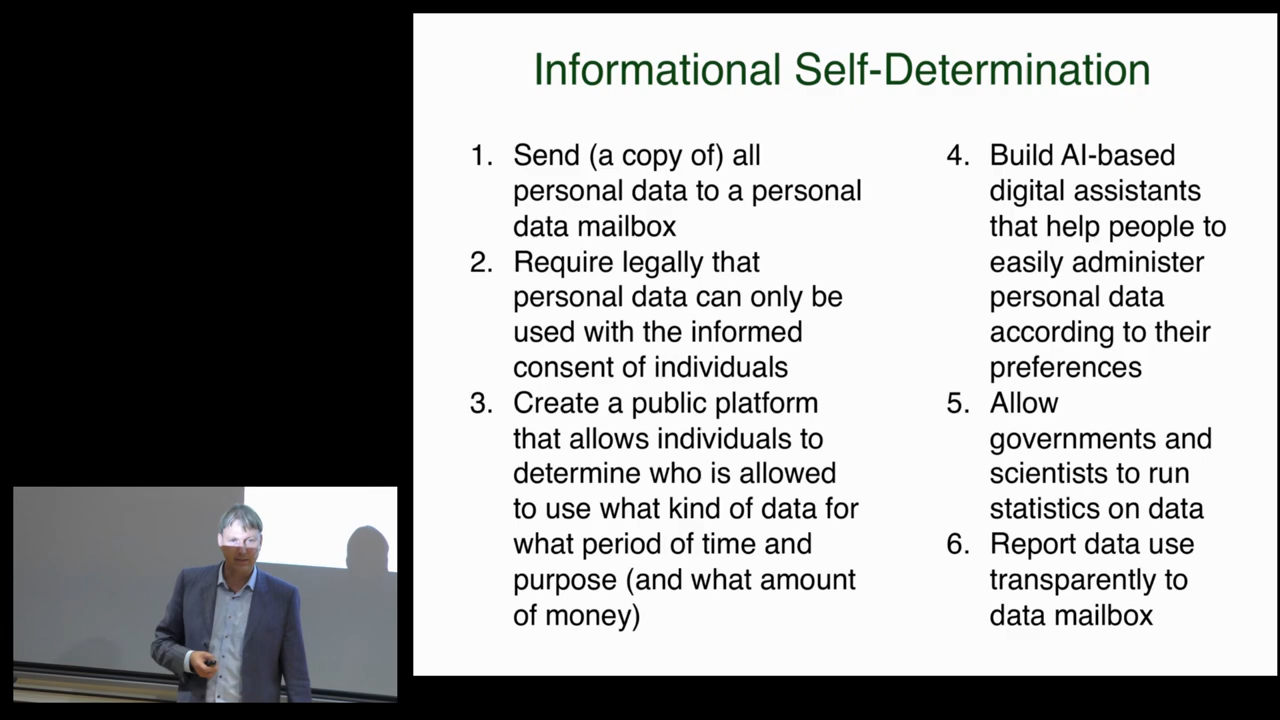 Informational Self-Determination
1. Send (a copy of) all
personal data to a personal
data mailbox
2. Require legally that
personal data can only be
used with the informed
consent of individuals
3. Create a public platform
that allows individuals to
determine who is allowed
to use what kind of data for
what period of time and
purpose (and what amount
of money)
4. Build AI-based
digital assistants
that help people to
easily administer
personal data
according to their
preferences
5. Allow
governments and
scientists to run
statistics on data
6. Report data use
transparently to
data mailbox